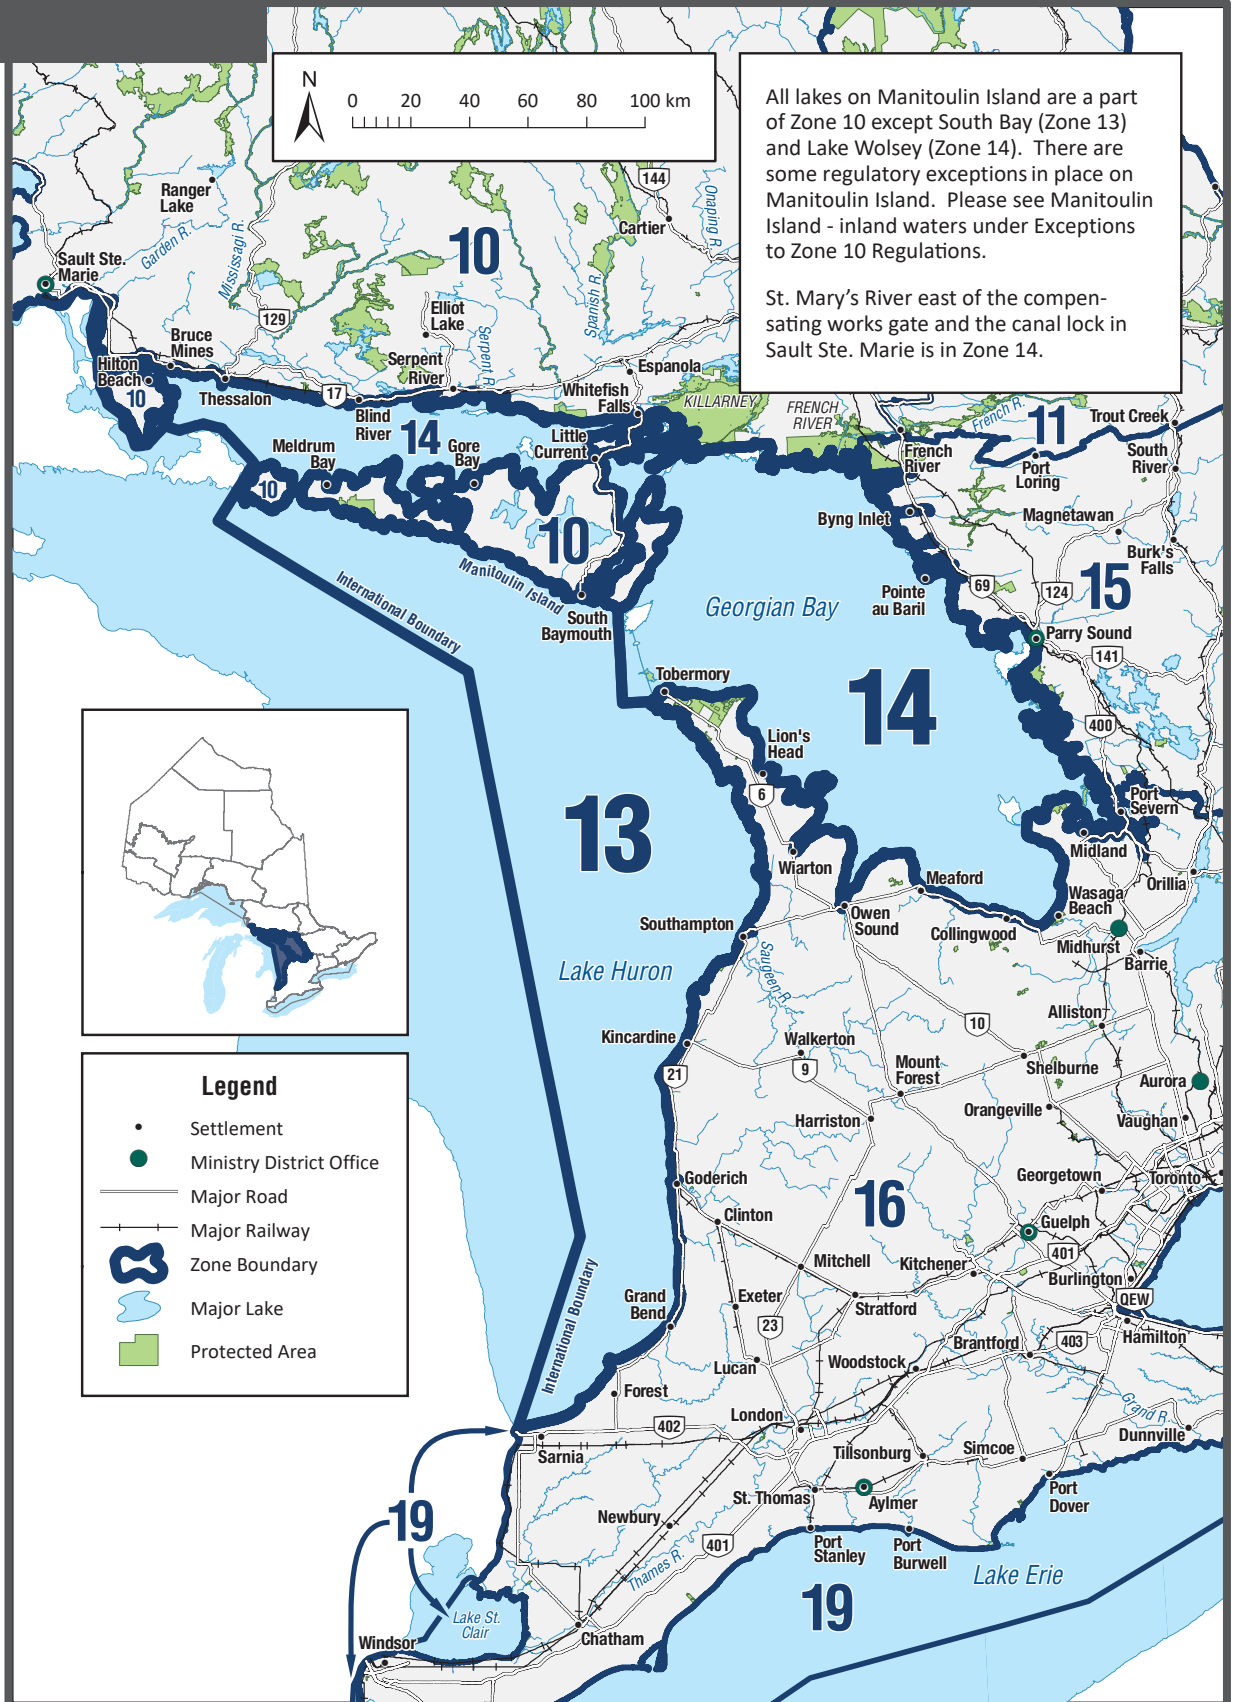 N
0 20 40 60 80 100 km
All lakes on Manitoulin Island are a part
of Zone 10 except South Bay (Zone 13)
and Lake Wolsey (Zone 14). There are
some regulatory exceptions in place on
Manitoulin Island. Please see Manitoulin
Island - inland waters under Exceptions
to Zone 10 Regulations.
St. Mary's River east of the compen-
sating works gate and the canal lock in
Sault Ste. Marie is in Zone 14.
144
Ranger
Lake
Cartier
Onaping R.
Garden R.
Mississagi R.
10
Sault Ste.
Marie
Spanish R.
129
Elliot
Lake
Serpent R.
Bruce
Mines
Hilton
Beach
10
Thessalon
17
Serpent
River
Blind
River
Espanola
Whitefish
Falls
KILLARNEY
FRENCH
RIVER
French R.
11
Trout Creek
14
Little
Current
Meldrum
Bay
Gore
Bay
10
French
River
Port
Loring
South
River
Byng Inlet
Magnetawan
10
Burk's
Falls
Manitoulin Island
International Boundary
South
Baymouth
Georgian Bay
Pointe
au Baril
69
124
15
Parry Sound
141
Tobermory
14
400
Lion's
Head
6
Port
Severn
13
Midland
Wiarton
Meaford
Orillia
Wasaga
Beach
Southampton
Owen
Sound
Collingwood
Midhurst
Barrie
Lake Huron
Saugeen R.
10
Alliston
Kincardine
Walkerton
9
21
Mount
Forest
Shelburne
Aurora
Harriston
Orangeville
Vaughan
Goderich
Georgetown
Toronto
16
Clinton
Guelph
401
Mitchell
Kitchener
Burlington
QEW
International Boundary
Grand
Bend
Exeter
Stratford
23
Brantford
403
Hamilton
Lucan
Woodstock
Forest
Grand R.
London
402
Dunnville
Sarnia
Tillsonburg
Simcoe
St. Thomas
Aylmer
Port
Dover
19
Newbury
401
Port
Stanley
Port
Burwell
Thames R.
Lake Erie
19
Lake St.
Clair
Windsor
Chatham
Legend
Settlement
Ministry District Office
Major Road
Major Railway
Zone Boundary
Major Lake
Protected Area